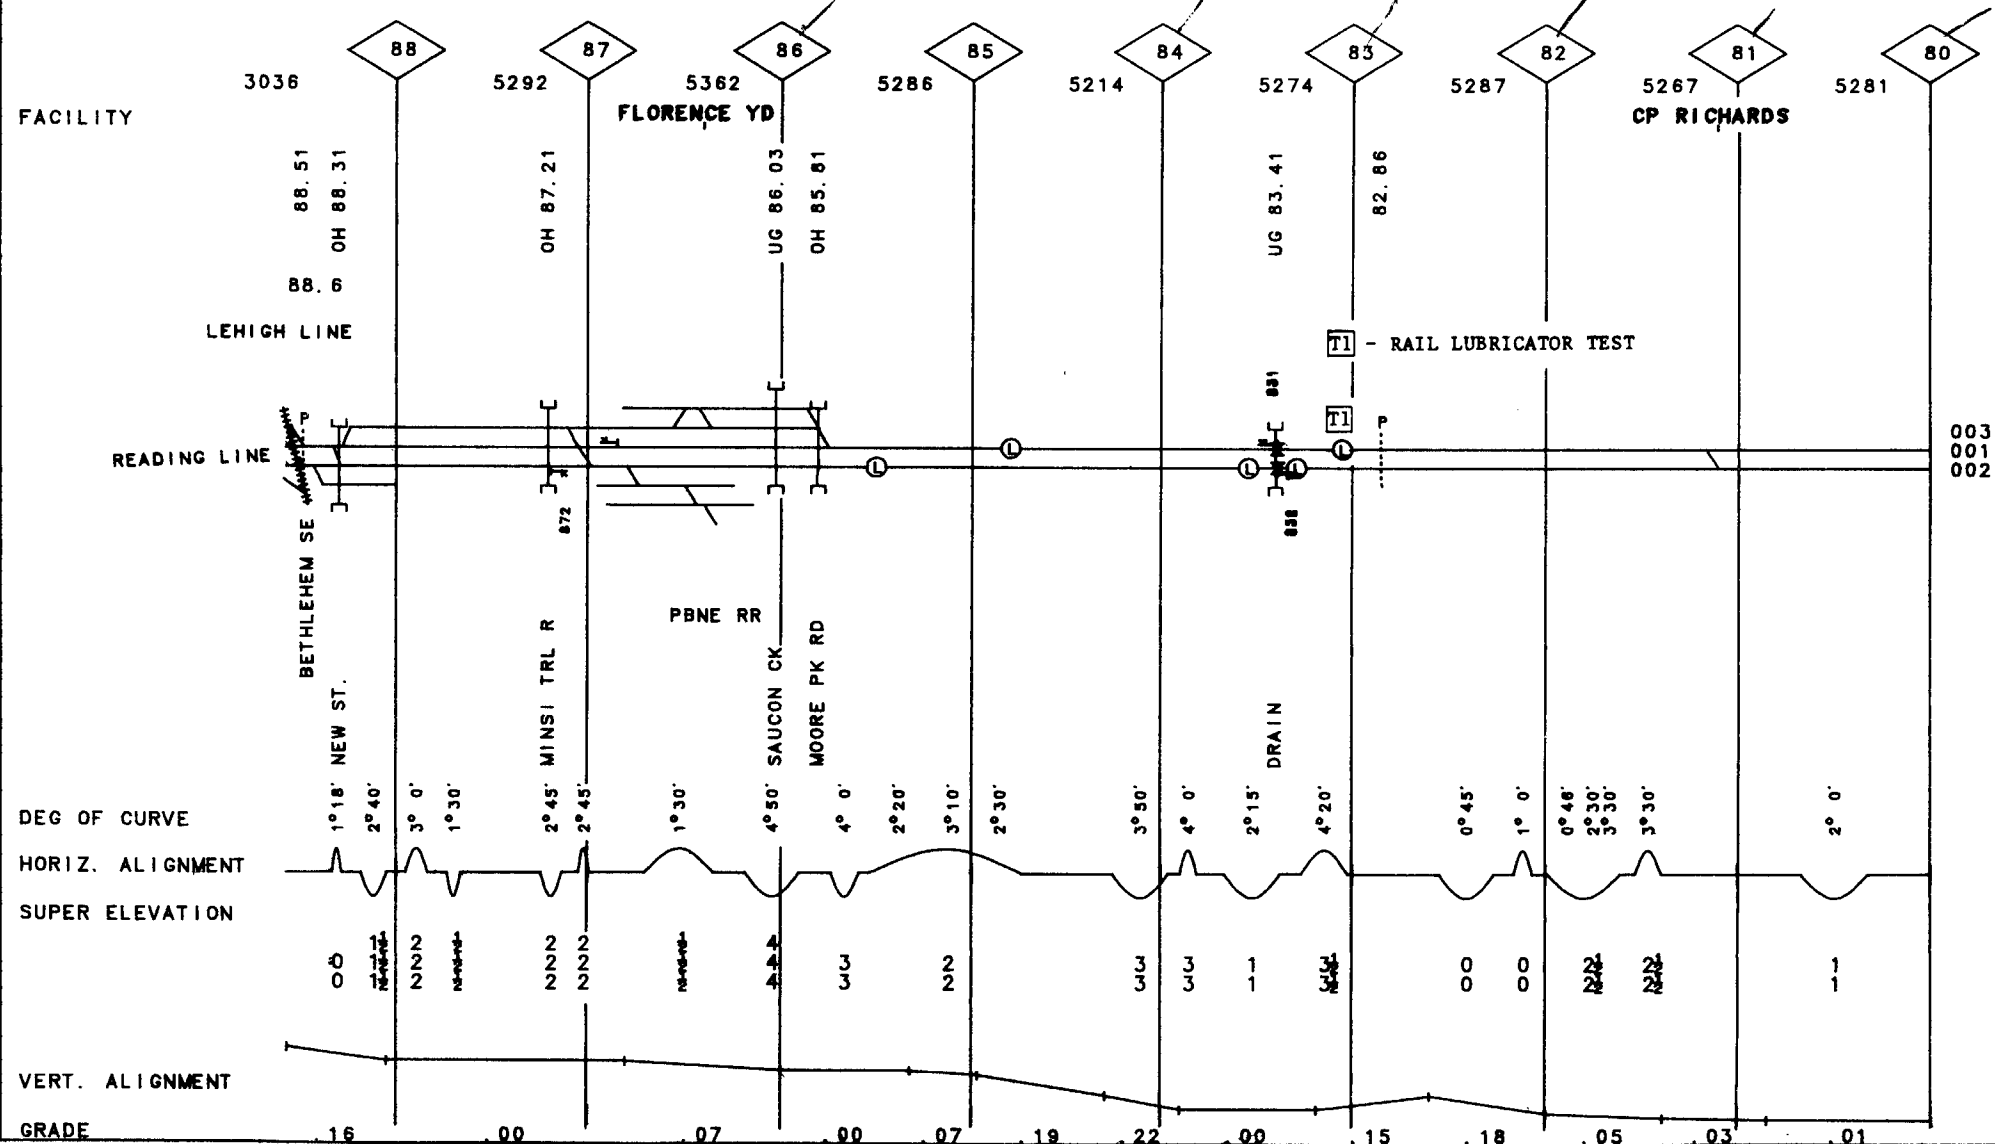 88 87 86 85 84 83 82 81 80
3036 5292 5362 5286 5214 5274 5287 5267 5281
FACILITY
FLORENCE YD
CP RICHARDS
88.51
OH 88.31
OH 87.21
UG 86.03
OH 85.81
UG 83.41
82.86
88.6
LEHIGH LINE
T1 - RAIL LUBRICATOR TEST
831
T1
P
P
READING LINE
L
L
L
L
L
003
001
002
872
BETHLEHEM SE
NEW ST.
MINSI TRL R
PBNE RR
SAUCON CK
MOORE PK RD
DRAIN
DEG OF CURVE
1°18' 2°40' 3° 0' 1°30' 2°45' 2°45' 1°30' 4°50' 4° 0' 2°20' 3°10' 2°30' 3°50' 4° 0' 2°15' 4°20' 0°45' 1° 0' 0°46' 2°30' 3°30' 3°30' 2° 0'
HORIZ. ALIGNMENT
SUPER ELEVATION
2 2 2 4
0 2 2 2 4 3 2 3 3 1 0 0 1
0 2 2 2 4 3 2 3 3 1 0 0 1
VERT. ALIGNMENT
GRADE
.16 .00 .07 .00 .07 .19 .22 .00 .15 .18 .05 .03 .01